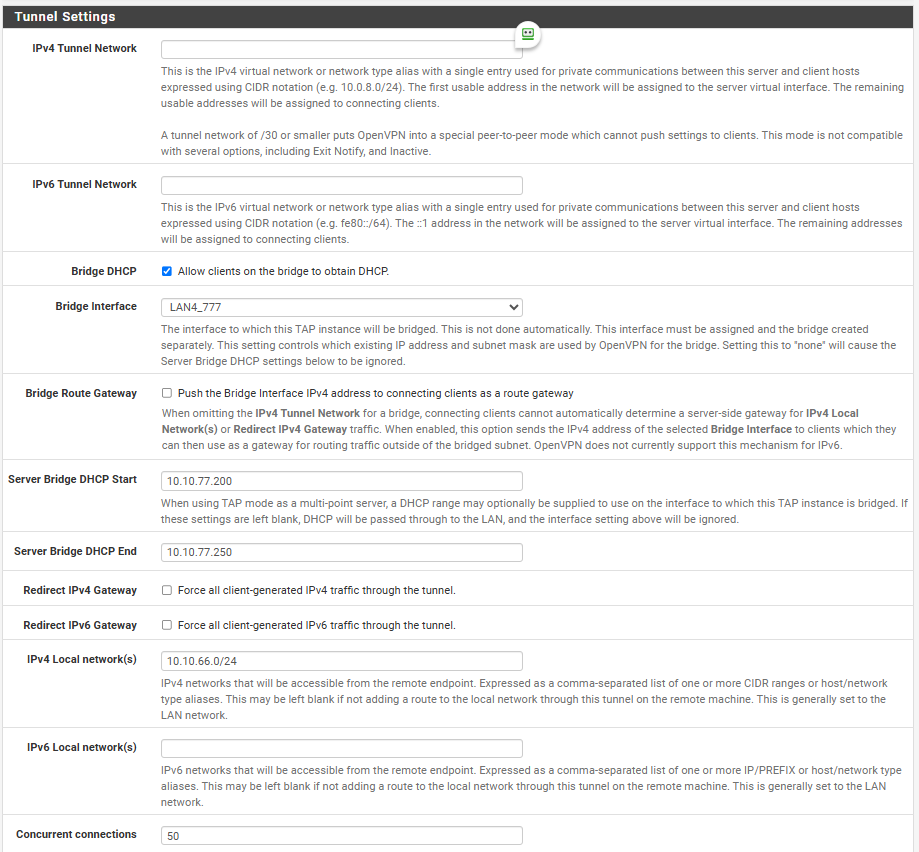 Tunnel Settings
IPv4 Tunnel Network
This is the IPv4 virtual network or network type alias with a single entry used for private communications between this server and client hosts
expressed using CIDR notation (e.g. 10.0.8.0/24). The first usable address in the network will be assigned to the server virtual interface. The remaining
usable addresses will be assigned to connecting clients.
A tunnel network of /30 or smaller puts OpenVPN into a special peer-to-peer mode which cannot push settings to clients. This mode is not compatible
with several options, including Exit Notify, and Inactive.
IPv6 Tunnel Network
This is the IPv6 virtual network or network type alias with a single entry used for private communications between this server and client hosts
expressed using CIDR notation (e.g. fe80::/64). The ::1 address in the network will be assigned to the server virtual interface. The remaining addresses
will be assigned to connecting clients.
Bridge DHCP
Allow clients on the bridge to obtain DHCP.
Bridge Interface
LAN4_777
The interface to which this TAP instance will be bridged. This is not done automatically. This interface must be assigned and the bridge created
separately. This setting controls which existing IP address and subnet mask are used by OpenVPN for the bridge. Setting this to "none" will cause the
Server Bridge DHCP settings below to be ignored.
Bridge Route Gateway
Push the Bridge Interface IPv4 address to connecting clients as a route gateway
When omitting the IPv4 Tunnel Network for a bridge, connecting clients cannot automatically determine a server-side gateway for IPv4 Local
Network(s) or Redirect IPv4 Gateway traffic. When enabled, this option sends the IPv4 address of the selected Bridge Interface to clients which they
can then use as a gateway for routing traffic outside of the bridged subnet. OpenVPN does not currently support this mechanism for IPv6.
Server Bridge DHCP Start
10.10.77.200
When using TAP mode as a multi-point server, a DHCP range may optionally be supplied to use on the interface to which this TAP instance is bridged. If
these settings are left blank, DHCP will be passed through to the LAN, and the interface setting above will be ignored.
Server Bridge DHCP End
10.10.77.250
Redirect IPv4 Gateway
Force all client-generated IPv4 traffic through the tunnel.
Redirect IPv6 Gateway
Force all client-generated IPv6 traffic through the tunnel.
IPv4 Local network(s)
10.10.66.0/24
IPv4 networks that will be accessible from the remote endpoint. Expressed as a comma-separated list of one or more CIDR ranges or host/network
type aliases. This may be left blank if not adding a route to the local network through this tunnel on the remote machine. This is generally set to the
LAN network.
IPv6 Local network(s)
IPv6 networks that will be accessible from the remote endpoint. Expressed as a comma-separated list of one or more IP/PREFIX or host/network type
aliases. This may be left blank if not adding a route to the local network through this tunnel on the remote machine. This is generally set to the LAN
network.
Concurrent connections
50